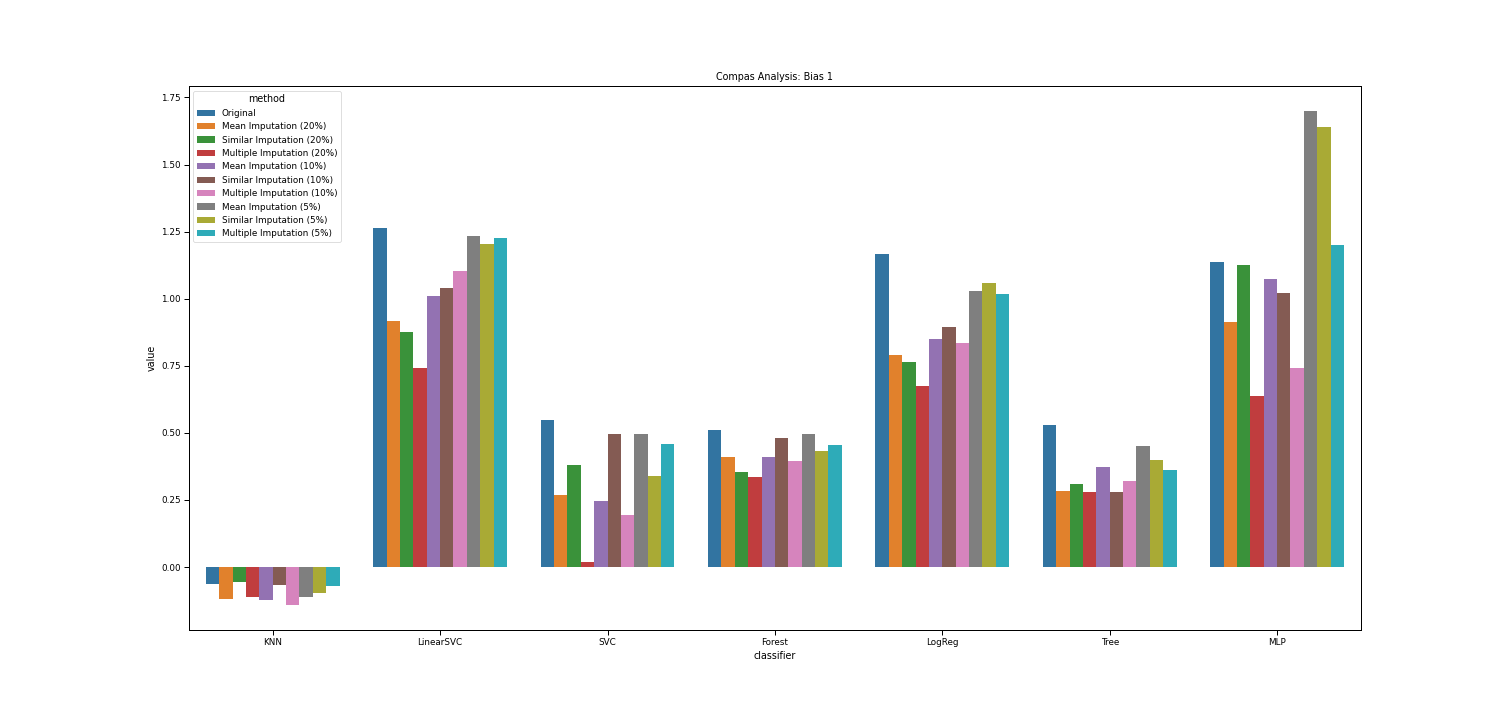 Compas Analysis: Bias 1
method
Original
Mean Imputation (20%)
Similar Imputation (20%)
Multiple Imputation (20%)
Mean Imputation (10%)
Similar Imputation (10%)
Multiple Imputation (10%)
Mean Imputation (5%)
Similar Imputation (5%)
Multiple Imputation (5%)
value
1.75
1.50
1.25
1.00
0.75
0.50
0.25
0.00
KNN LinearSVC SVC Forest LogReg Tree MLP
classifier